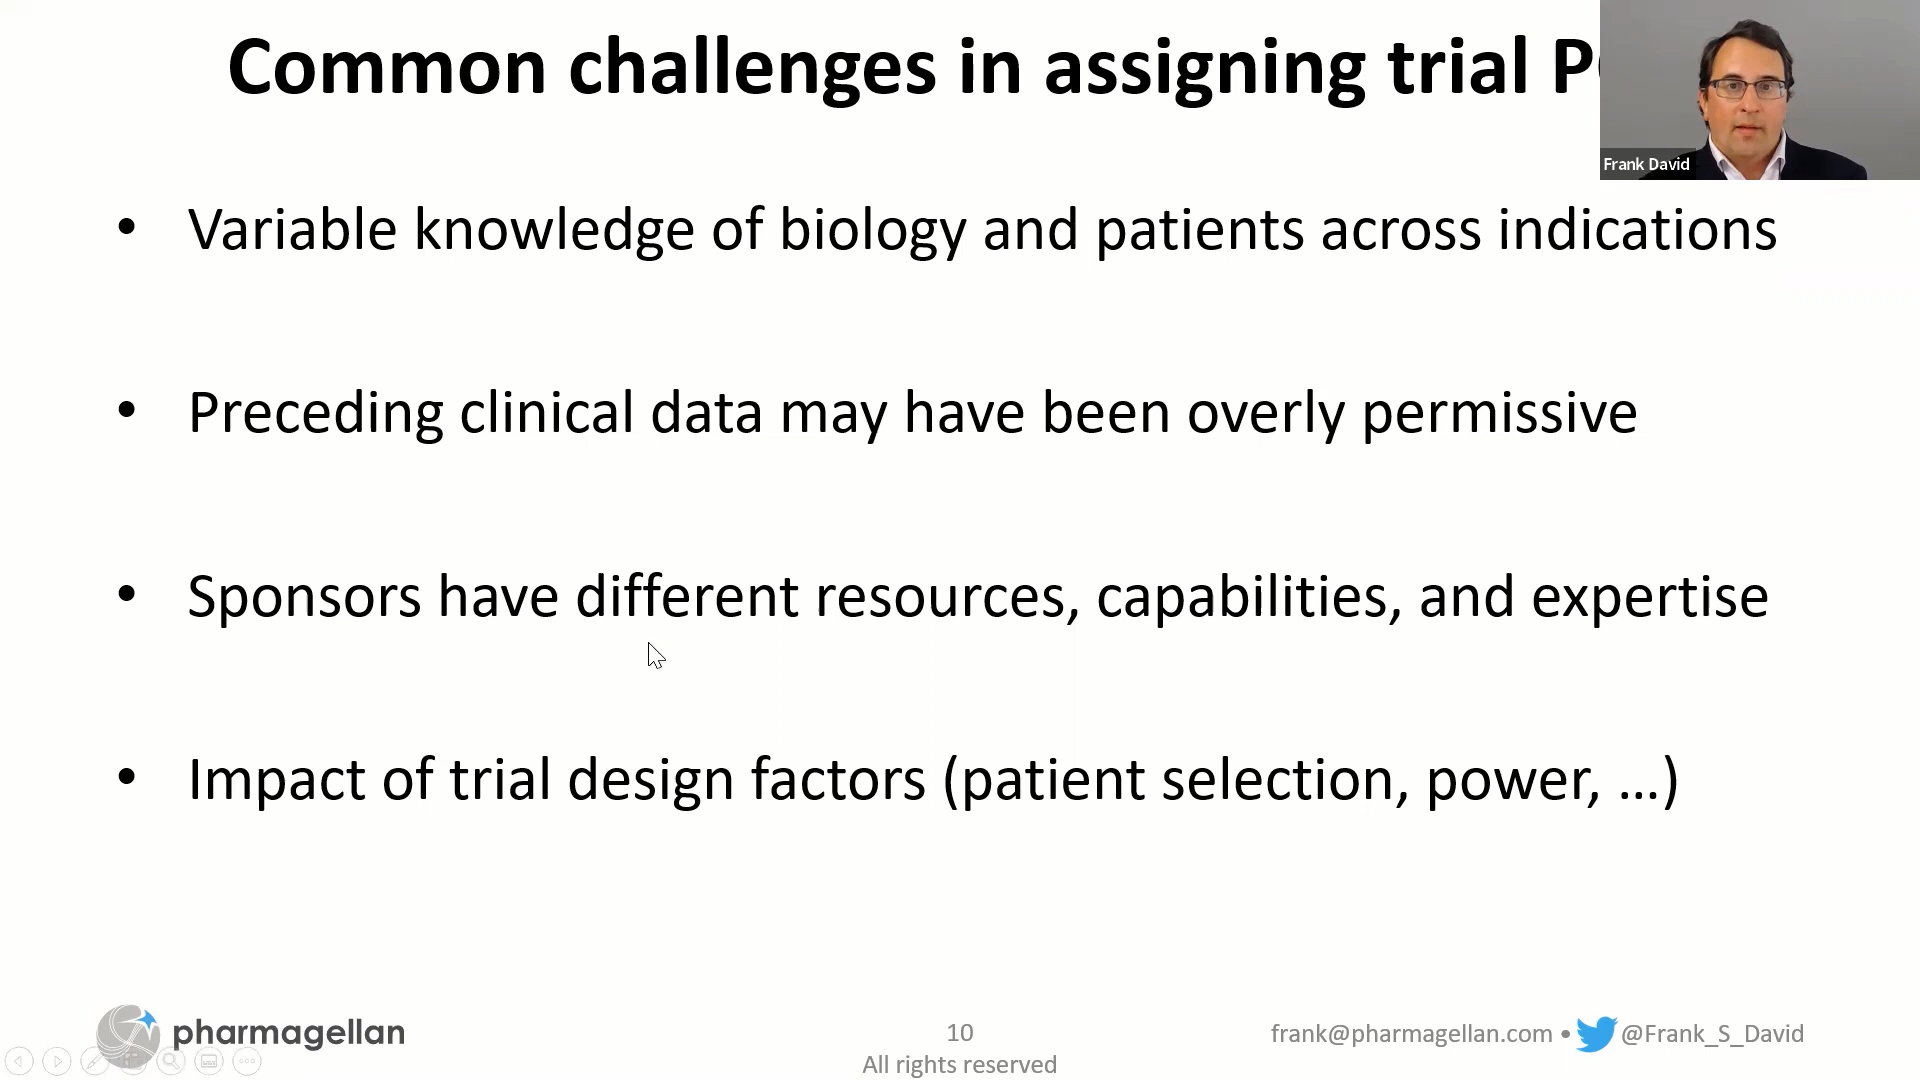 Common challenges in assigning trial
Frank David
• Variable knowledge of biology and patients across indications
• Preceding clinical data may have been overly permissive
• Sponsors have different resources, capabilities, and expertise
• Impact of trial design factors (patient selection, power, ...)
pharmagellan
10
All rights reserved
frank@pharmagellan.com • @Frank_S_David